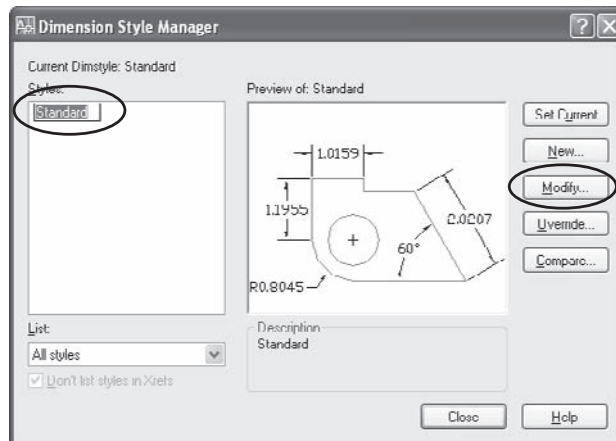 Dimension Style Manager
Current Dimstyle: Standard
Styles:
Standard
Preview of: Standard
1.0159
1.1955
2.0207
60°
R0.8045
Set Current
New...
Modify...
Override...
Compare...
List:
All styles
Don't list styles in Xrefs
Description
Standard
Close
Help